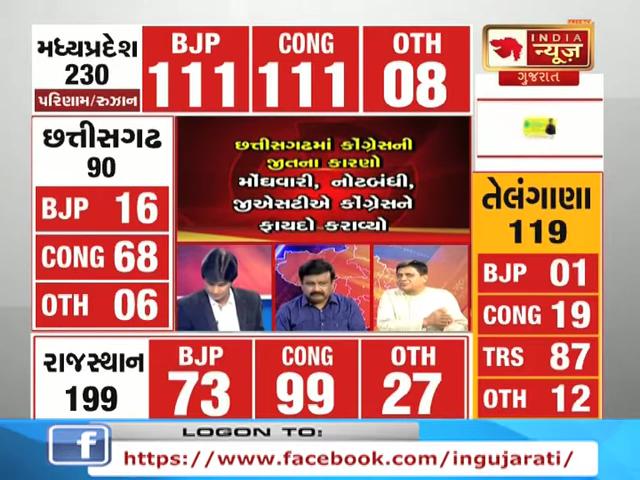 મધ્યપ્રદેશ
230
પરિણામ/રુઝાન
BJP
111
CONG
111
OTH
08
INDIA
न्यूज़
ગુજરાત
છત્તીસગઢ
90
BJP 16
CONG 68
OTH 06
છત્તીસગઢમાં કોંગ્રેસની
જીતના કારણો
મોંઘવારી, નોટબંધી,
જીએસટીએ કોંગ્રેસને
ફાયદો કરાવ્યો
તેલંગાણા
119
BJP 01
CONG 19
TRS 87
OTH 12
રાજસ્થાન
199
BJP
73
CONG
99
OTH
27
LOGON TO:
f
https://www.facebook.com/ingujarati/